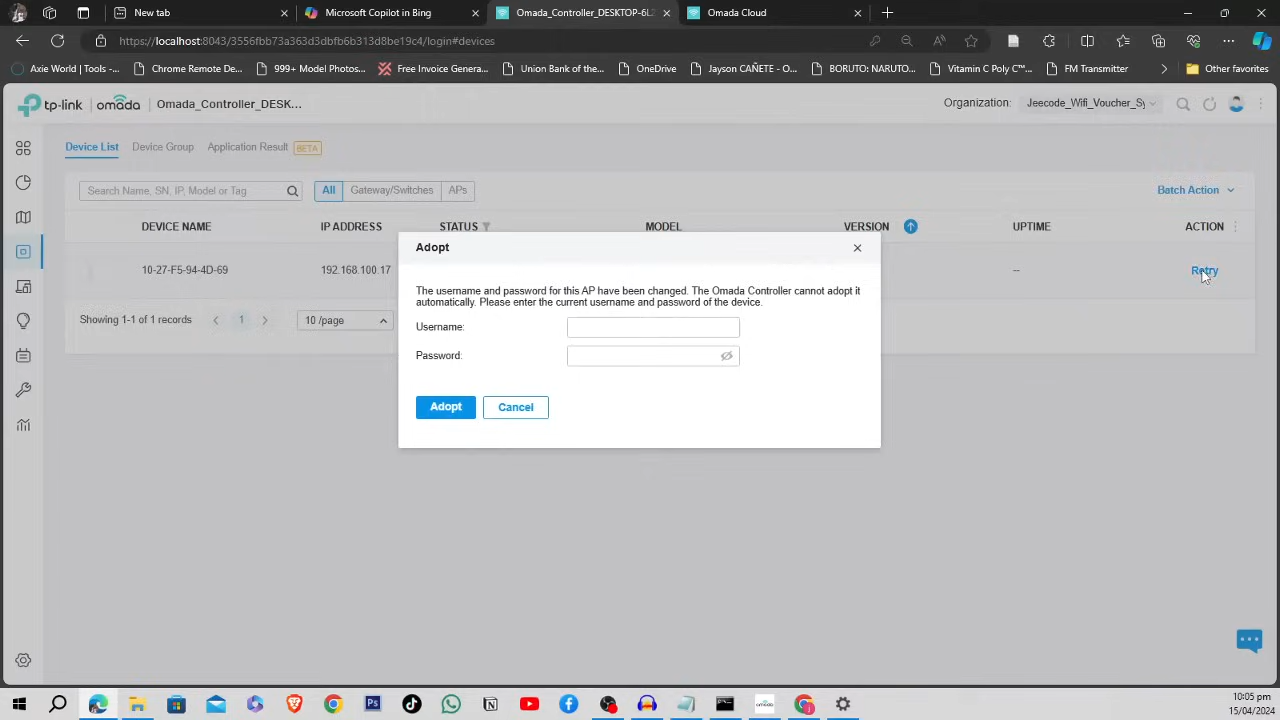 New tab
Microsoft Copilot in Bing
Omada_Controller_DESKTOP-6L2
Omada Cloud
https://localhost:8043/3556fbb73a363d3dbfb6b313d8be19c4/login#devices
Axie World | Tools -...
Chrome Remote De...
999+ Model Photos...
Free Invoice Genera...
Union Bank of the...
OneDrive
Jayson CAÑETE - O...
BORUTO: NARUTO...
Vitamin C Poly C™...
FM Transmitter
Other favorites
tp-link | omada
Omada_Controller_DESK...
Organization:
Jeecode_Wifi_Voucher_Sy
Device List
Device Group
Application Result
BETA
Search Name, SN, IP, Model or Tag
All
Gateway/Switches
APs
Batch Action
DEVICE NAME
IP ADDRESS
STATUS
MODEL
VERSION
UPTIME
ACTION
10-27-F5-94-4D-69
192.168.100.17
--
Retry
Showing 1-1 of 1 records
1
10 /page
Adopt
The username and password for this AP have been changed. The Omada Controller cannot adopt it
automatically. Please enter the current username and password of the device.
Username:
Password:
Adopt
Cancel
10:05 pm
15/04/2024